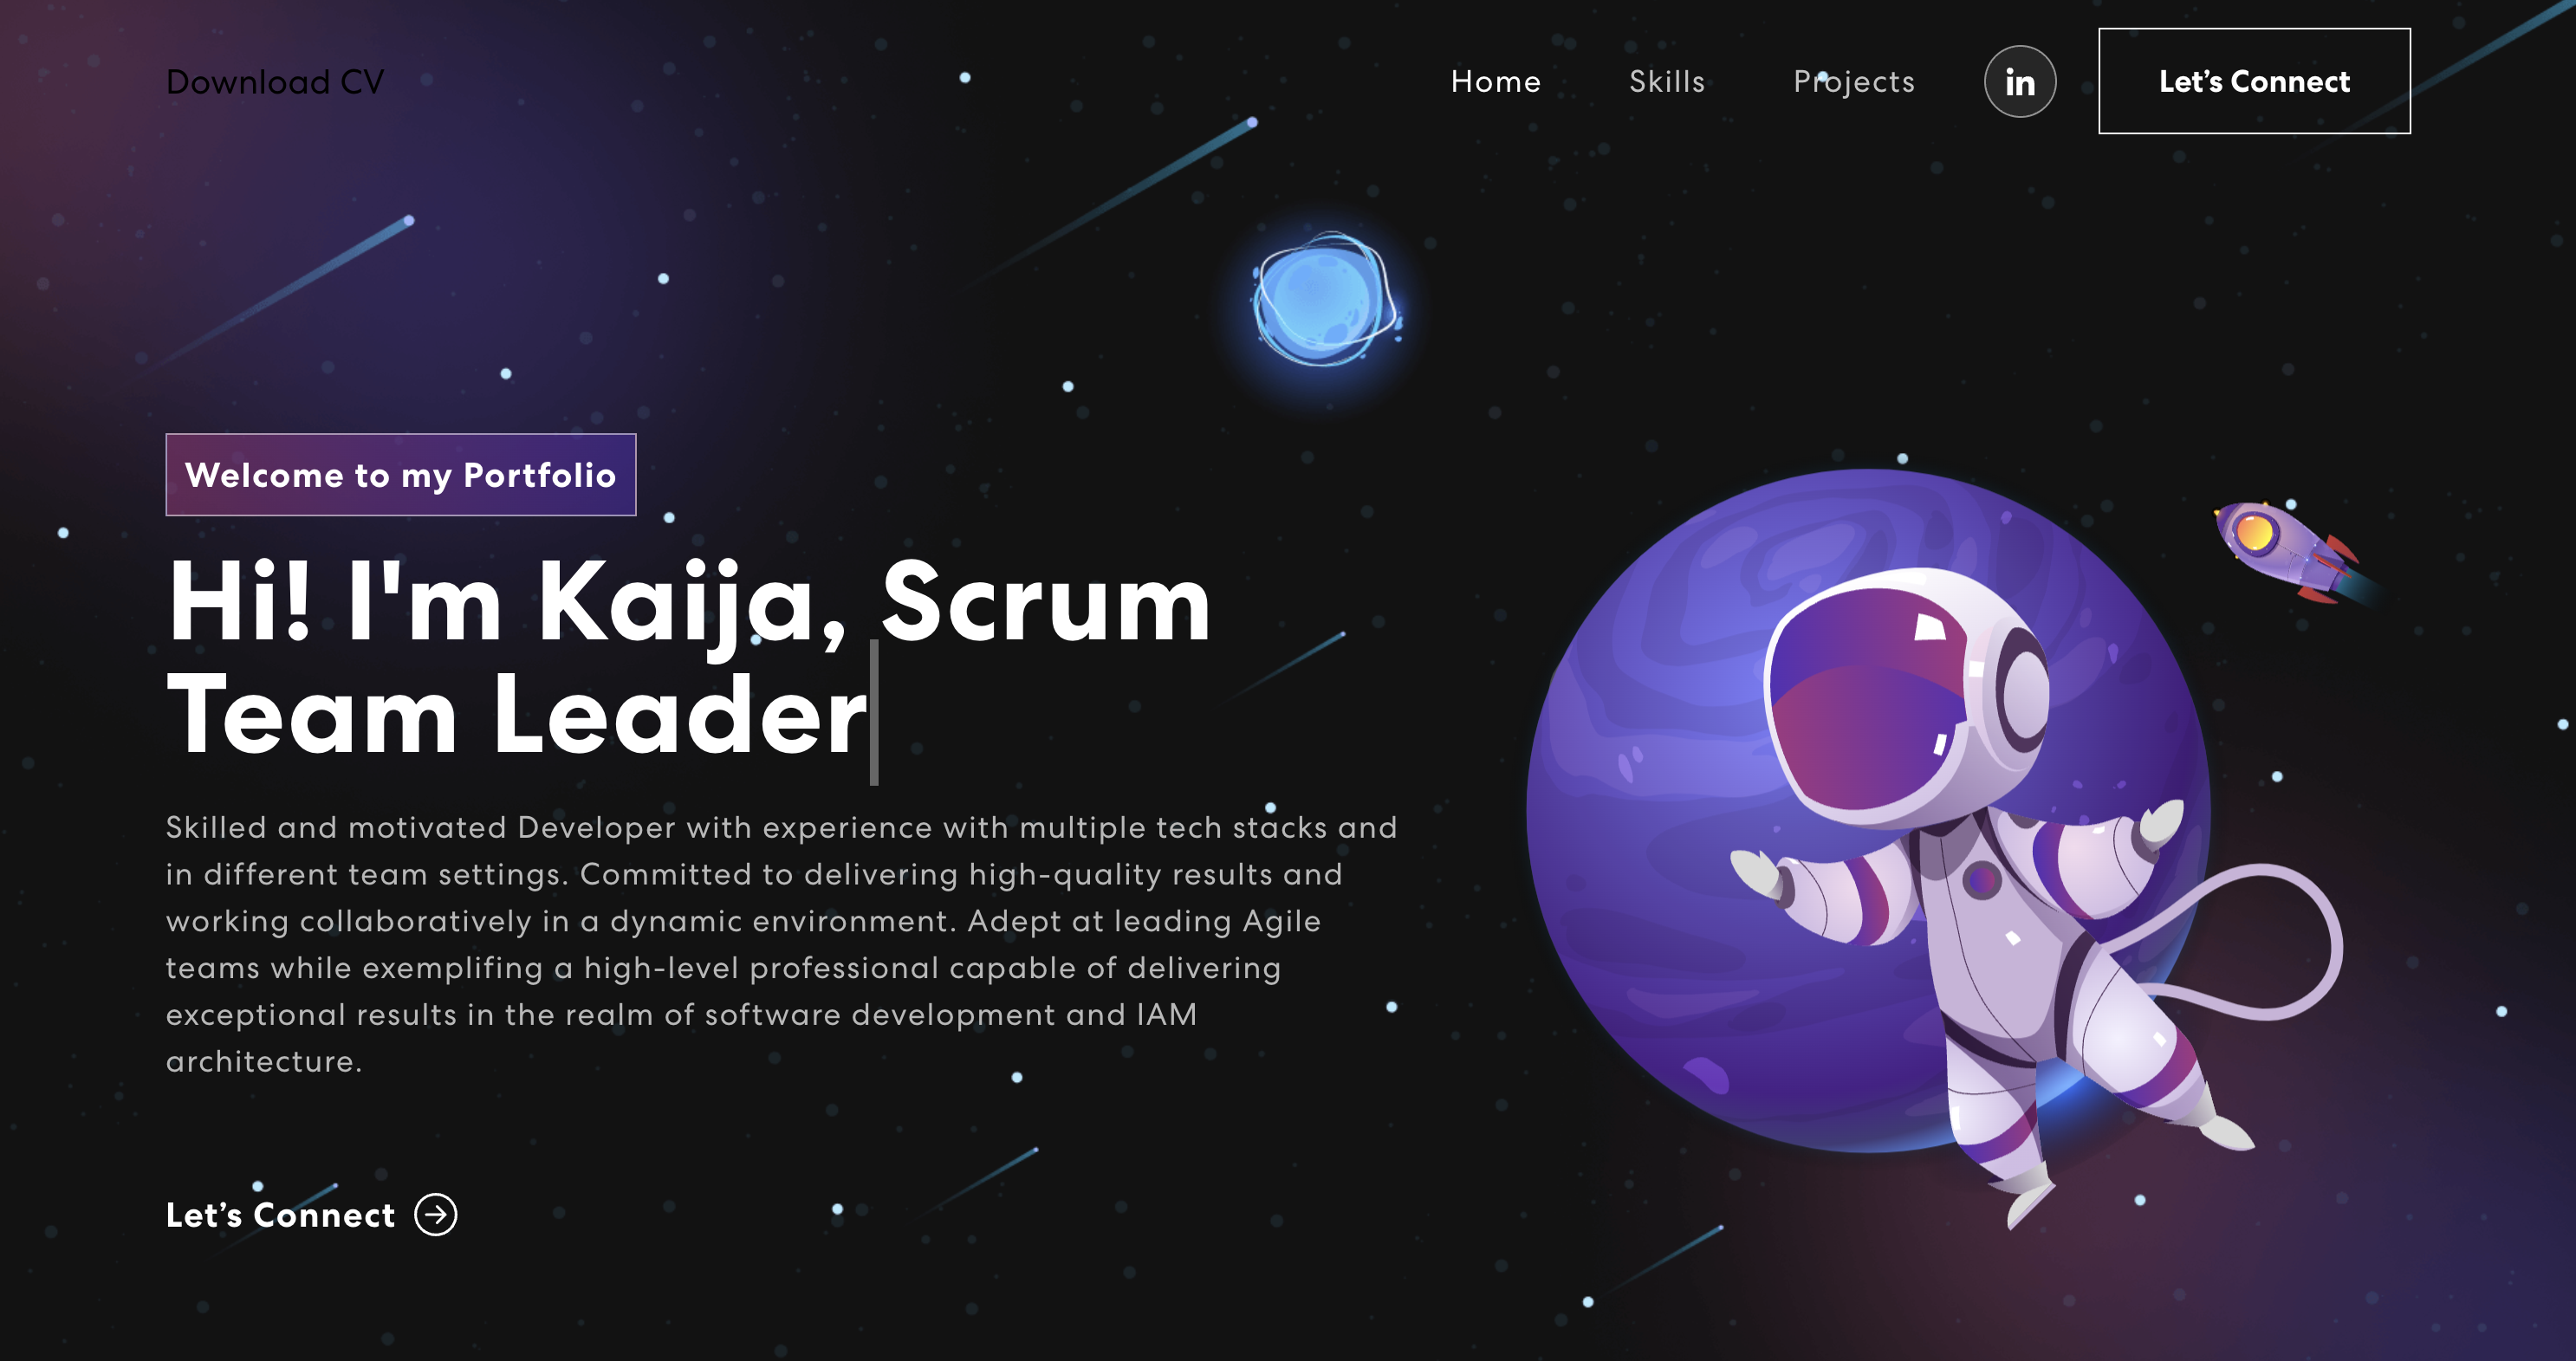 Download CV
Home
Skills
Projects
in
Let’s Connect
Welcome to my Portfolio
Hi! I'm Kaija, Scrum
Team Leader
Skilled and motivated Developer with experience with multiple tech stacks and
in different team settings. Committed to delivering high-quality results and
working collaboratively in a dynamic environment. Adept at leading Agile
teams while exemplifing a high-level professional capable of delivering
exceptional results in the realm of software development and IAM
architecture.
Let’s Connect